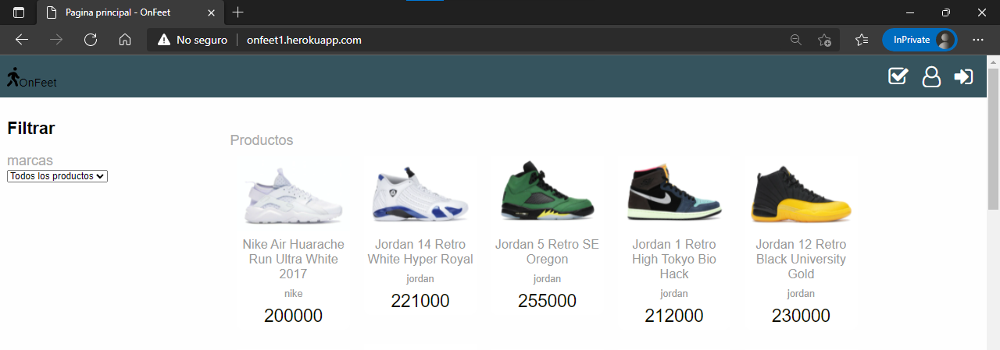 Pagina principal - OnFeet
No seguro
onfeet1.herokuapp.com
InPrivate
OnFeet
Filtrar
marcas
Todos los productos
Productos
Nike Air Huarache
Run Ultra White
2017
nike
200000
Jordan 14 Retro
White Hyper Royal
jordan
221000
Jordan 5 Retro SE
Oregon
jordan
255000
Jordan 1 Retro
High Tokyo Bio
Hack
jordan
212000
Jordan 12 Retro
Black University
Gold
jordan
230000